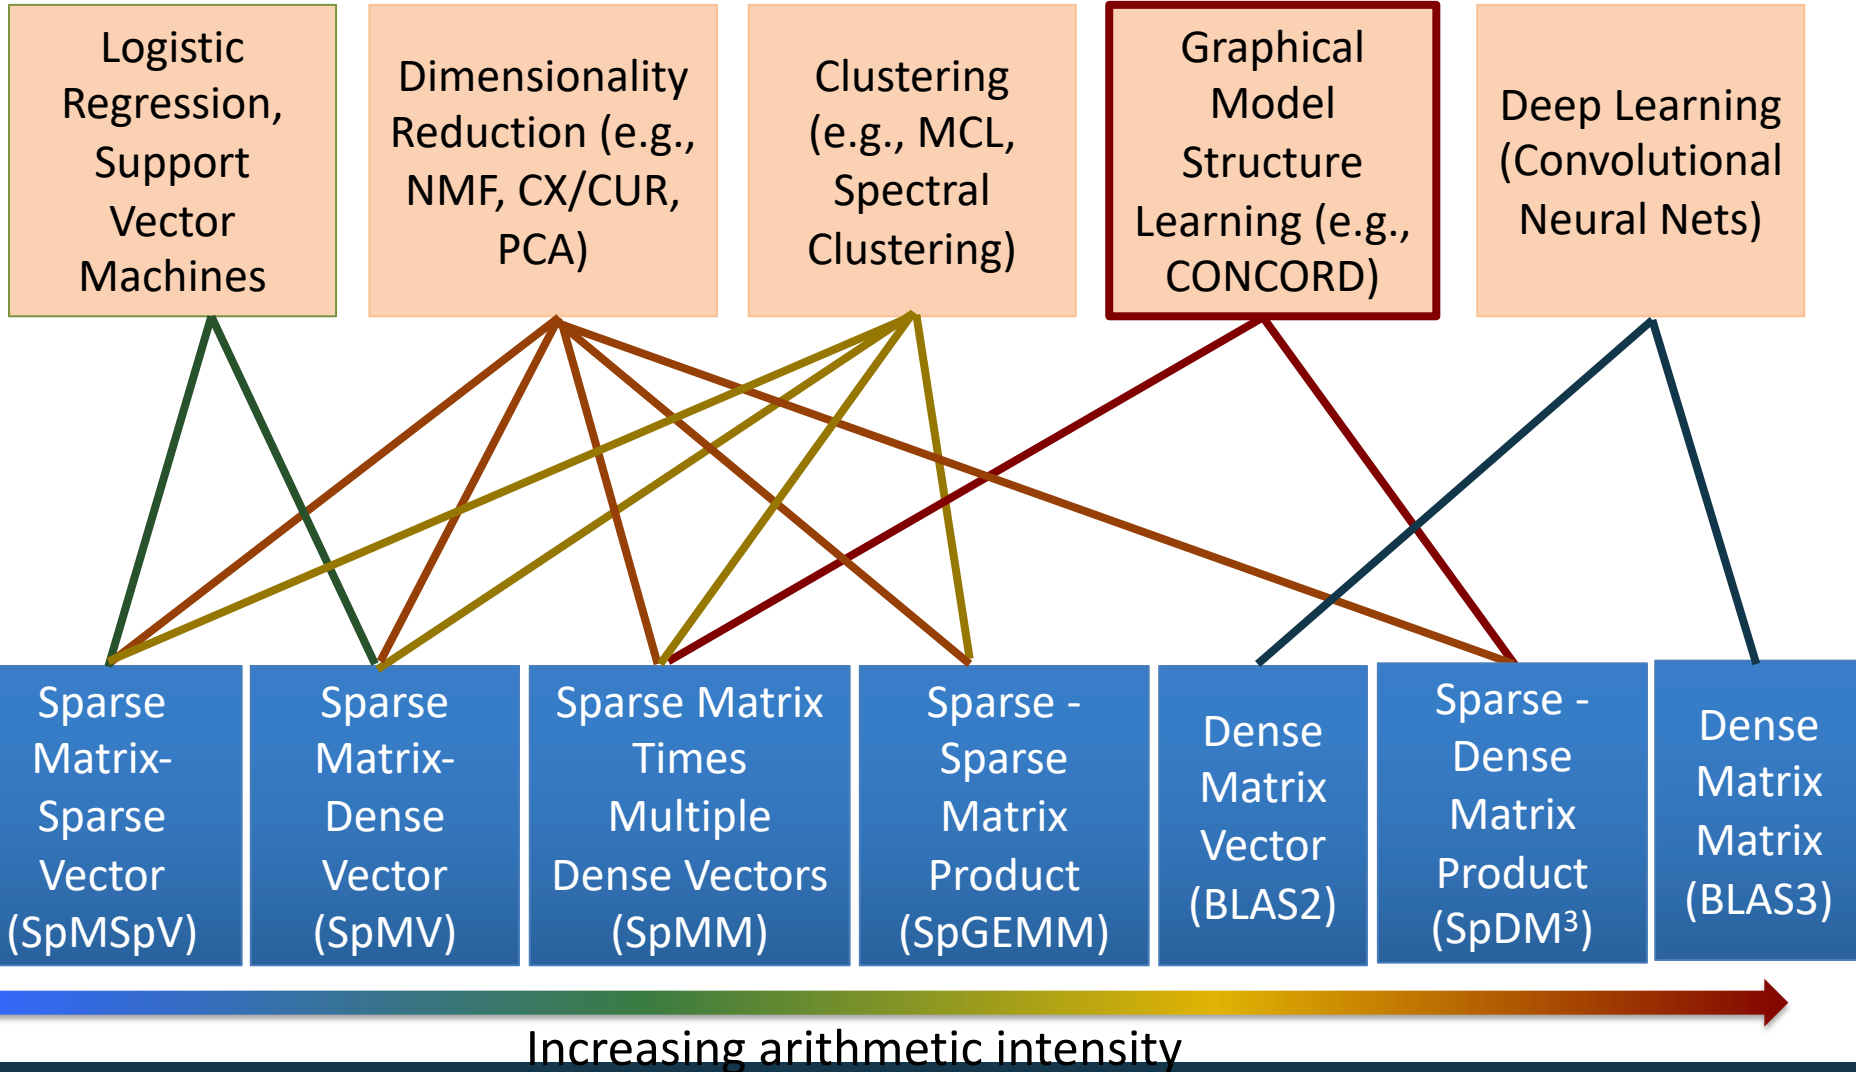 Logistic
Regression,
Support
Vector
Machines
Dimensionality
Reduction (e.g.,
NMF, CX/CUR,
PCA)
Clustering
(e.g., MCL,
Spectral
Clustering)
Graphical
Model
Structure
Learning (e.g.,
CONCORD)
Deep Learning
(Convolutional
Neural Nets)
Sparse
Matrix-
Sparse
Vector
(SpMSpV)
Sparse
Matrix-
Dense
Vector
(SpMV)
Sparse Matrix
Times
Multiple
Dense Vectors
(SpMM)
Sparse -
Sparse
Matrix
Product
(SpGEMM)
Dense
Matrix
Vector
(BLAS2)
Sparse -
Dense
Matrix
Product
(SpDM³)
Dense
Matrix
Matrix
(BLAS3)
Increasing arithmetic intensity